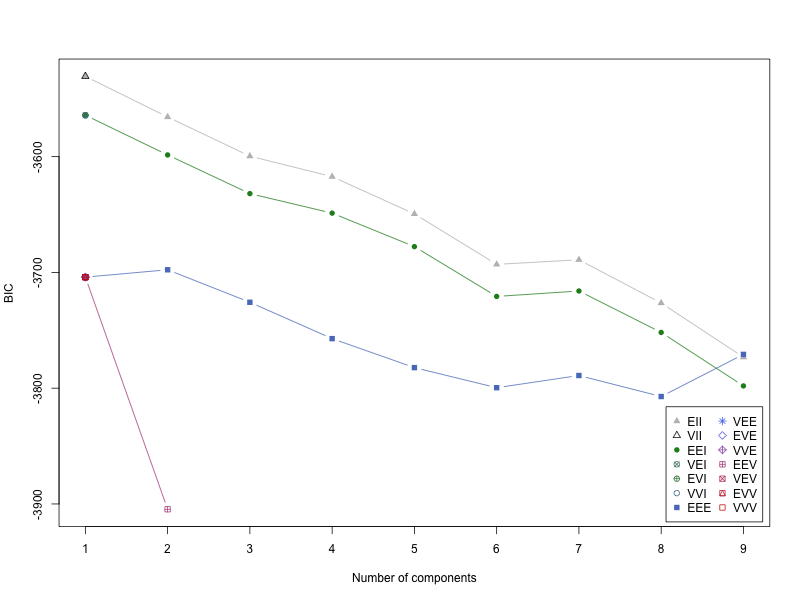 BIC
-3600
-3700
-3800
-3900
1 2 3 4 5 6 7 8 9
Number of components
EII VEE
VII EVE
EEI VVE
VEI EEV
EVI VEV
VVI EVV
EEE VVV